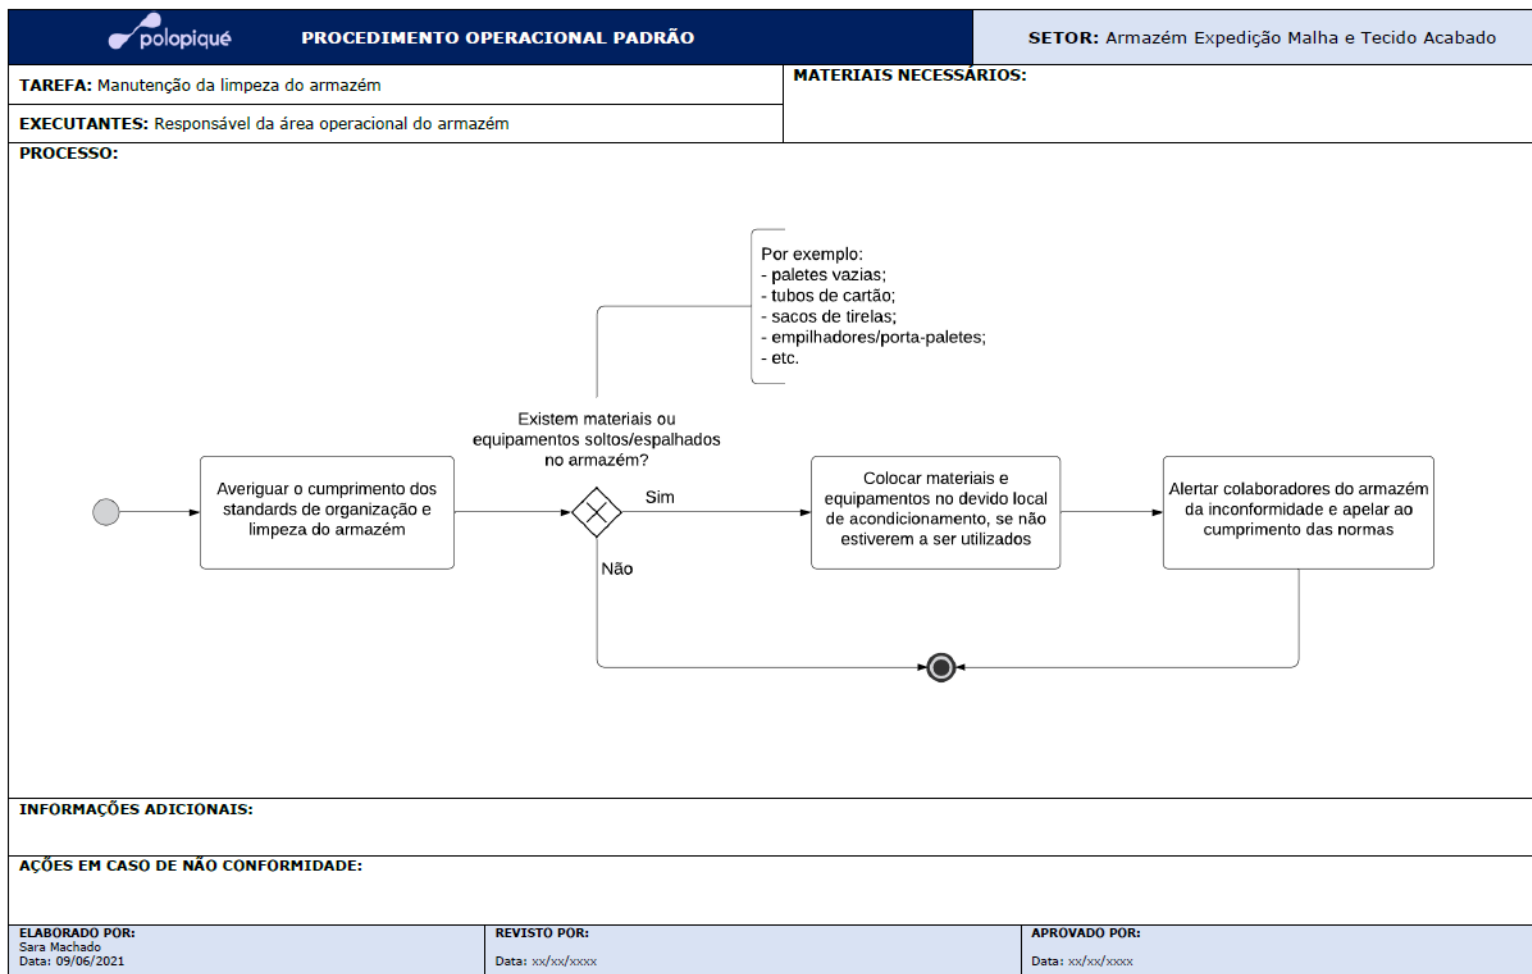 polopiqué
PROCEDIMENTO OPERACIONAL PADRÃO
SETOR: Armazém Expedição Malha e Tecido Acabado
TAREFA: Manutenção da limpeza do armazém
MATERIAIS NECESSÁRIOS:
EXECUTANTES: Responsável da área operacional do armazém
PROCESSO:
Por exemplo:
- paletes vazias;
- tubos de cartão;
- sacos de tirelas;
- empilhadores/porta-paletes;
- etc.
Existem materiais ou
equipamentos soltos/espalhados
no armazém?
Averiguar o cumprimento dos
standards de organização e
limpeza do armazém
Sim
Não
Colocar materiais e
equipamentos no devido local
de acondicionamento, se não
estiverem a ser utilizados
Alertar colaboradores do armazém
da inconformidade e apelar ao
cumprimento das normas
INFORMAÇÕES ADICIONAIS:
AÇÕES EM CASO DE NÃO CONFORMIDADE:
ELABORADO POR:
Sara Machado
Data: 09/06/2021
REVISTO POR:
Data: xx/xx/xxxx
APROVADO POR:
Data: xx/xx/xxxx